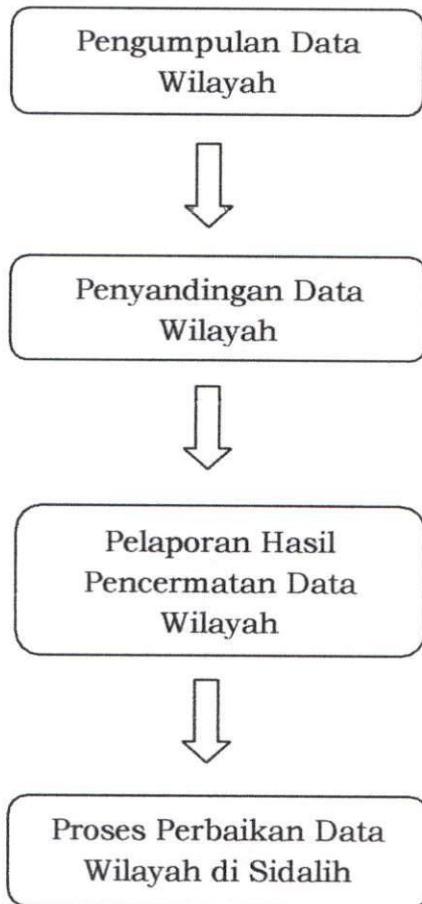 Pengumpulan Data
Wilayah
Penyandingan Data
Wilayah
Pelaporan Hasil
Pencermatan Data
Wilayah
Proses Perbaikan Data
Wilayah di Sidalih